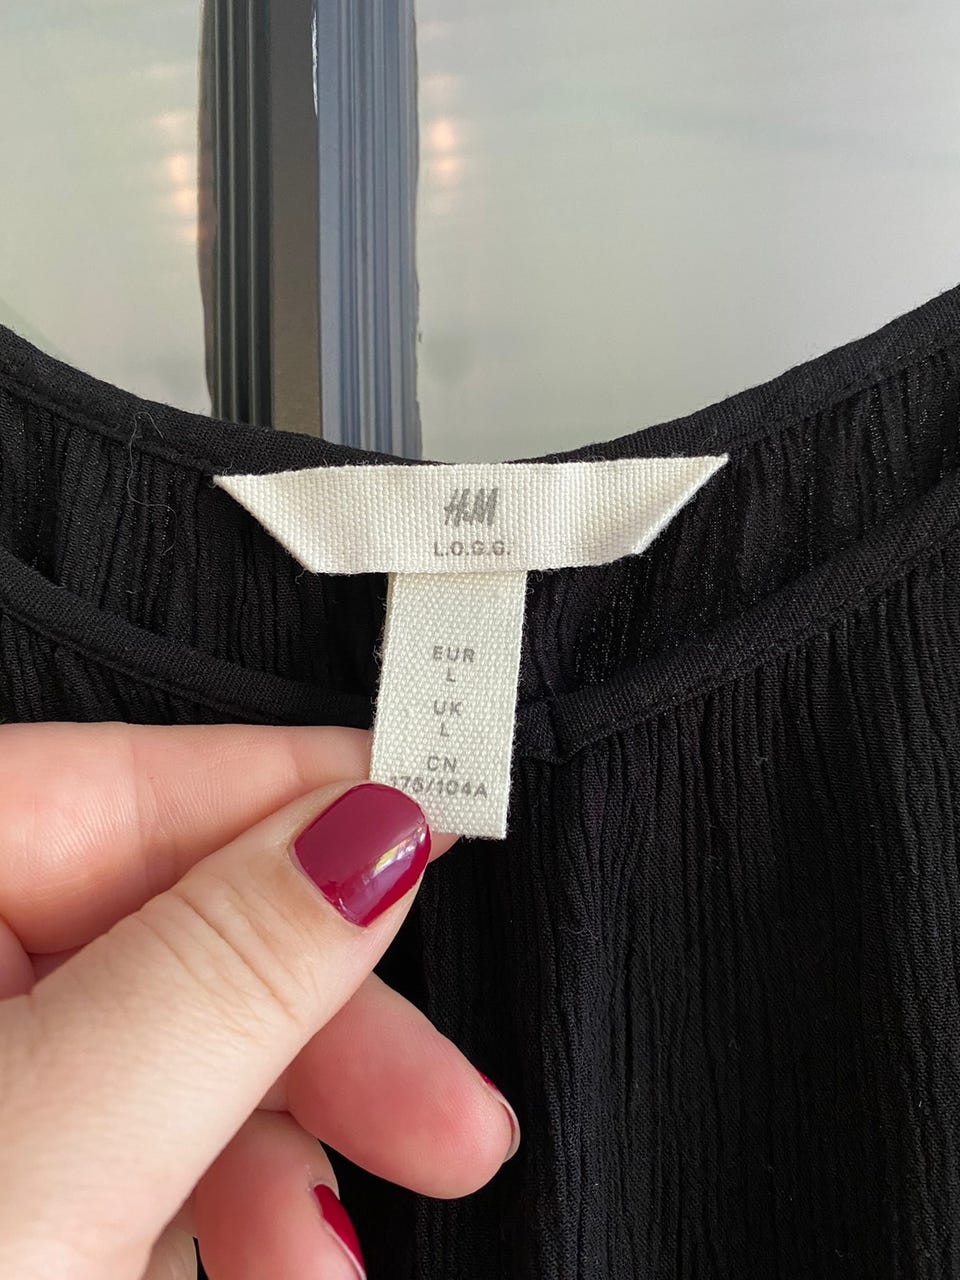 H&M
L.O.G.G.
EUR
L
UK
L
CN
175/104A